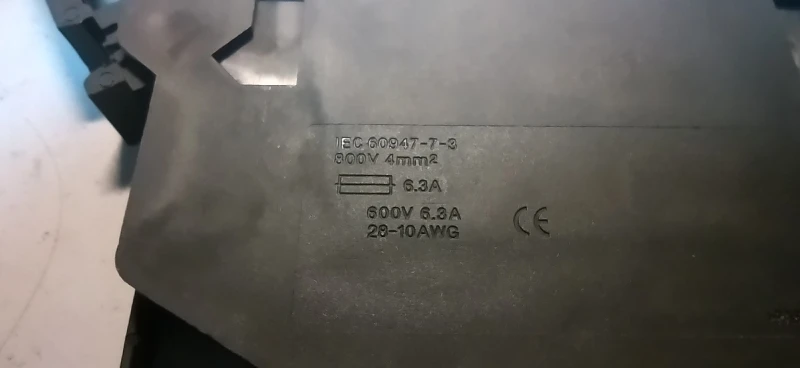 IEC 60947-7-3
800V 4mm²
6.3A
600V 6.3A
28-10AWG
CE